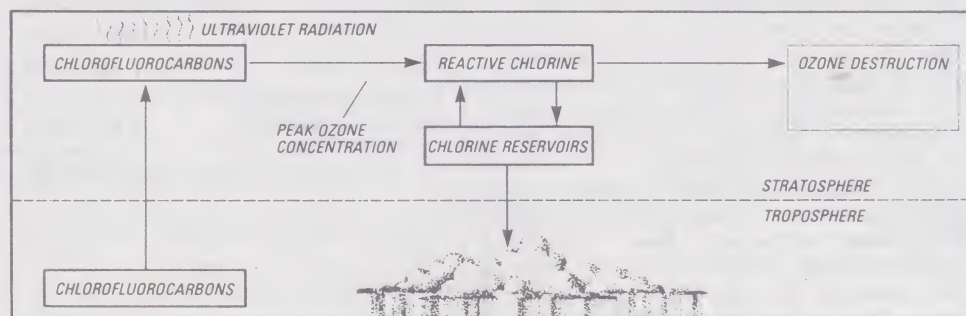 ULTRAVIOLET RADIATION
CHLOROFLUOROCARBONS
REACTIVE CHLORINE
OZONE DESTRUCTION
PEAK OZONE
CONCENTRATION
CHLORINE RESERVOIRS
STRATOSPHERE
TROPOSPHERE
CHLOROFLUOROCARBONS